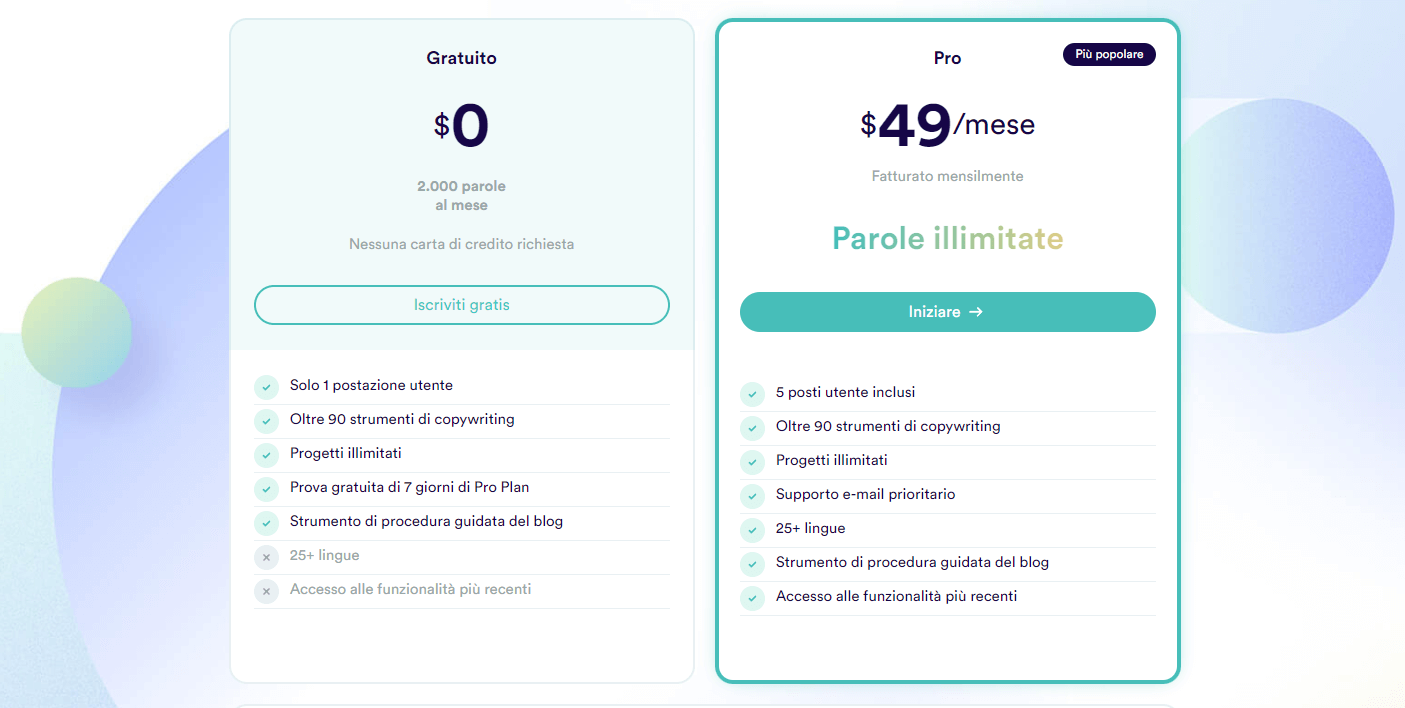 Gratuito
$0
2.000 parole
al mese
Nessuna carta di credito richiesta
Iscriviti gratis
Solo 1 postazione utente
Oltre 90 strumenti di copywriting
Progetti illimitati
Prova gratuita di 7 giorni di Pro Plan
Strumento di procedura guidata del blog
25+ lingue
Accesso alle funzionalità più recenti
Pro
Più popolare
$49/mese
Fatturato mensilmente
Parole illimitate
Iniziare →
5 posti utente inclusi
Oltre 90 strumenti di copywriting
Progetti illimitati
Supporto e-mail prioritario
25+ lingue
Strumento di procedura guidata del blog
Accesso alle funzionalità più recenti